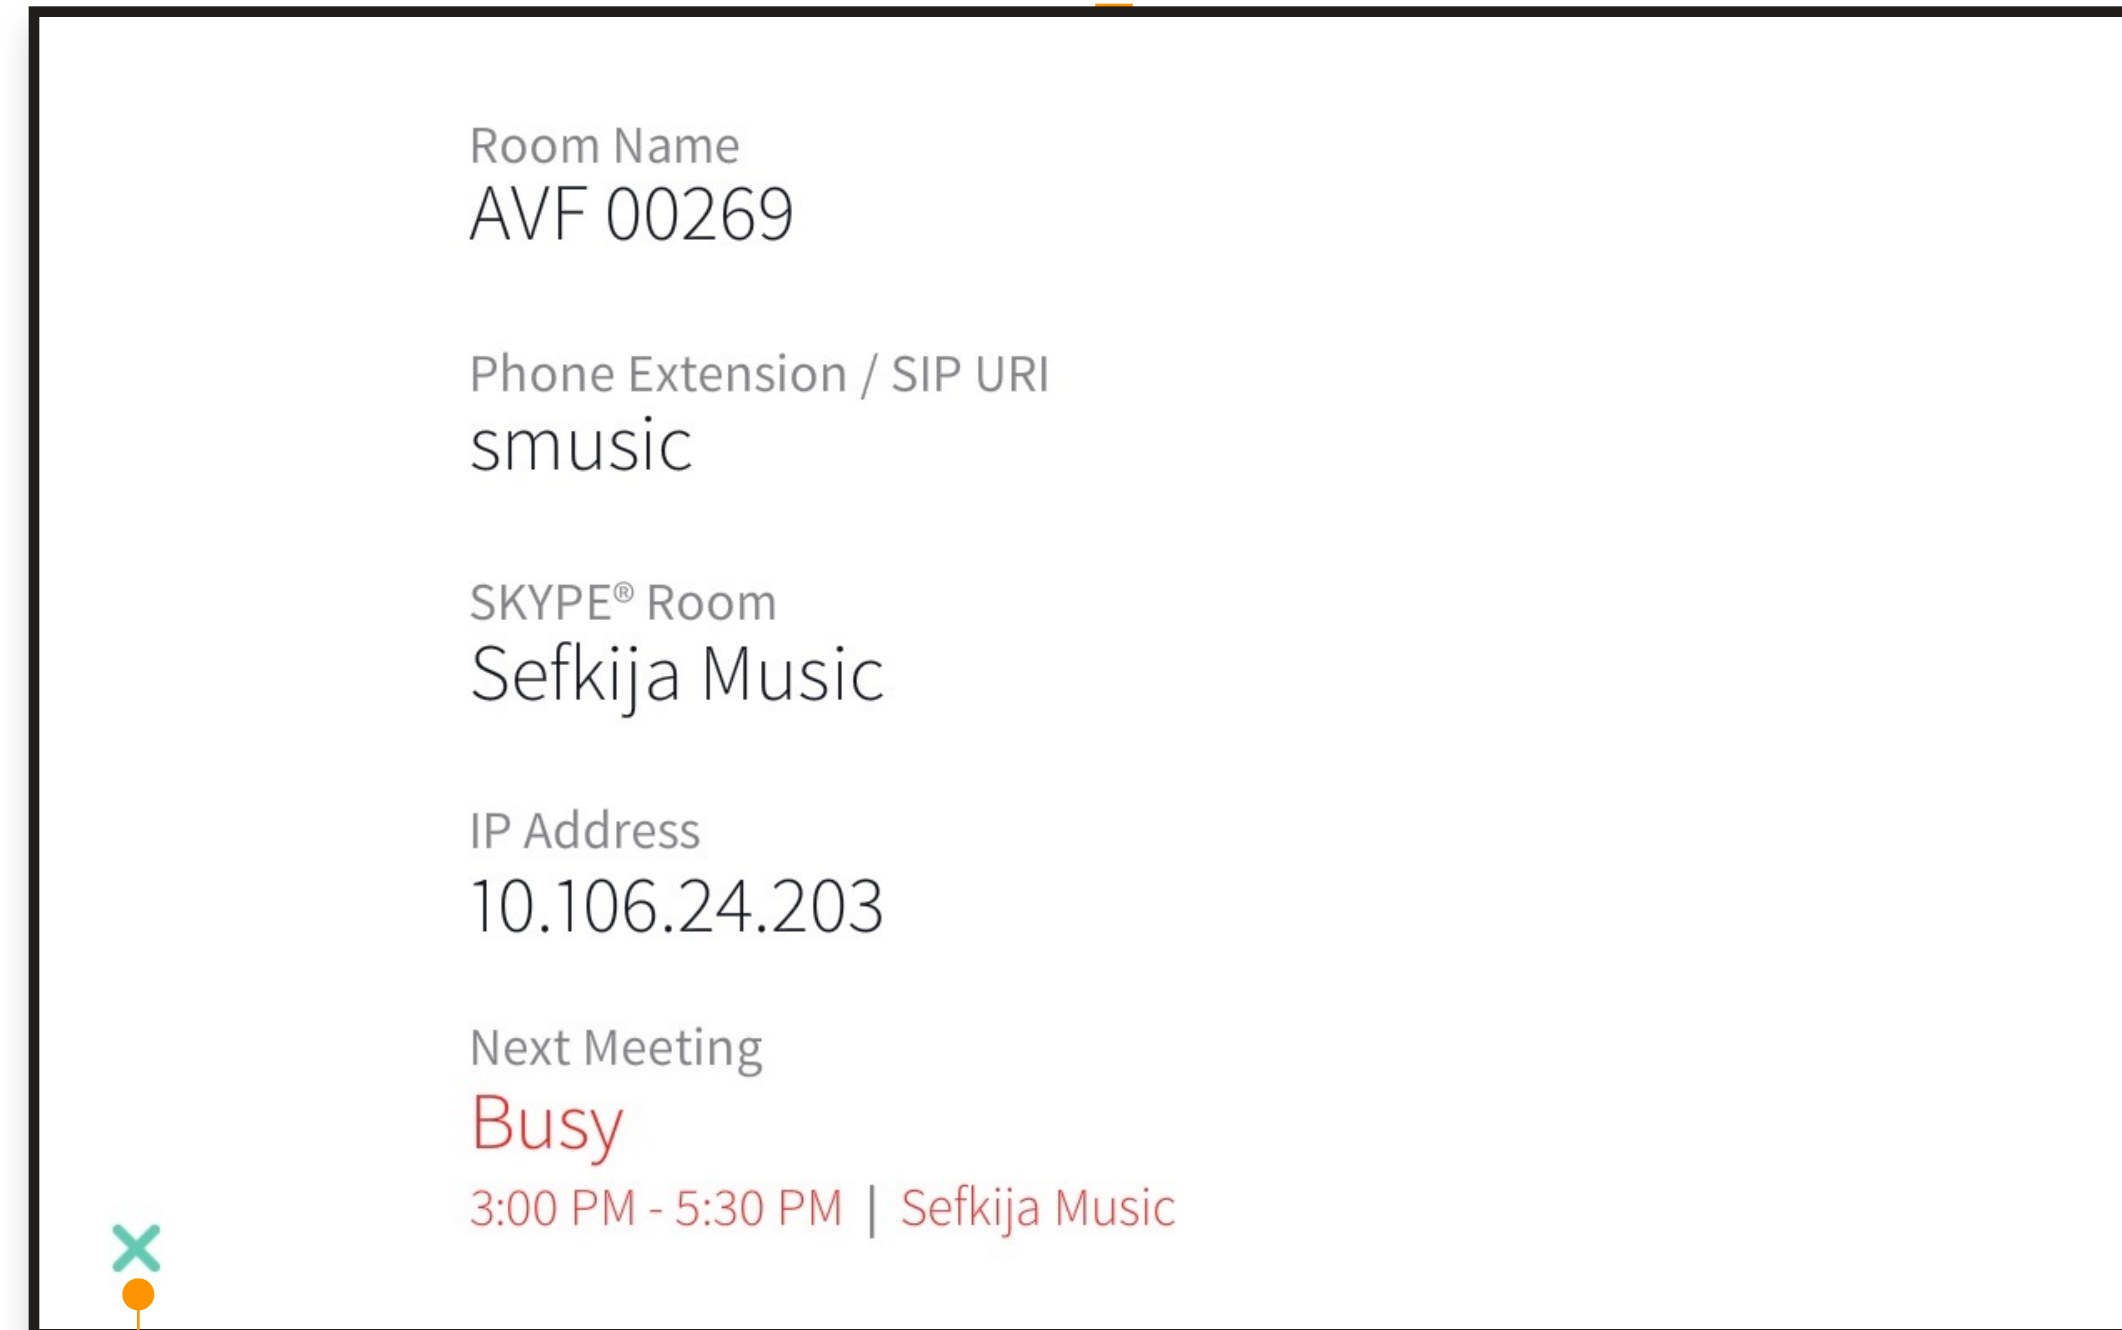 Room Name
AVF 00269
Phone Extension / SIP URI
smusic
SKYPE® Room
Sefkija Music
IP Address
10.106.24.203
Next Meeting
Busy
3:00 PM - 5:30 PM | Sefkija Music